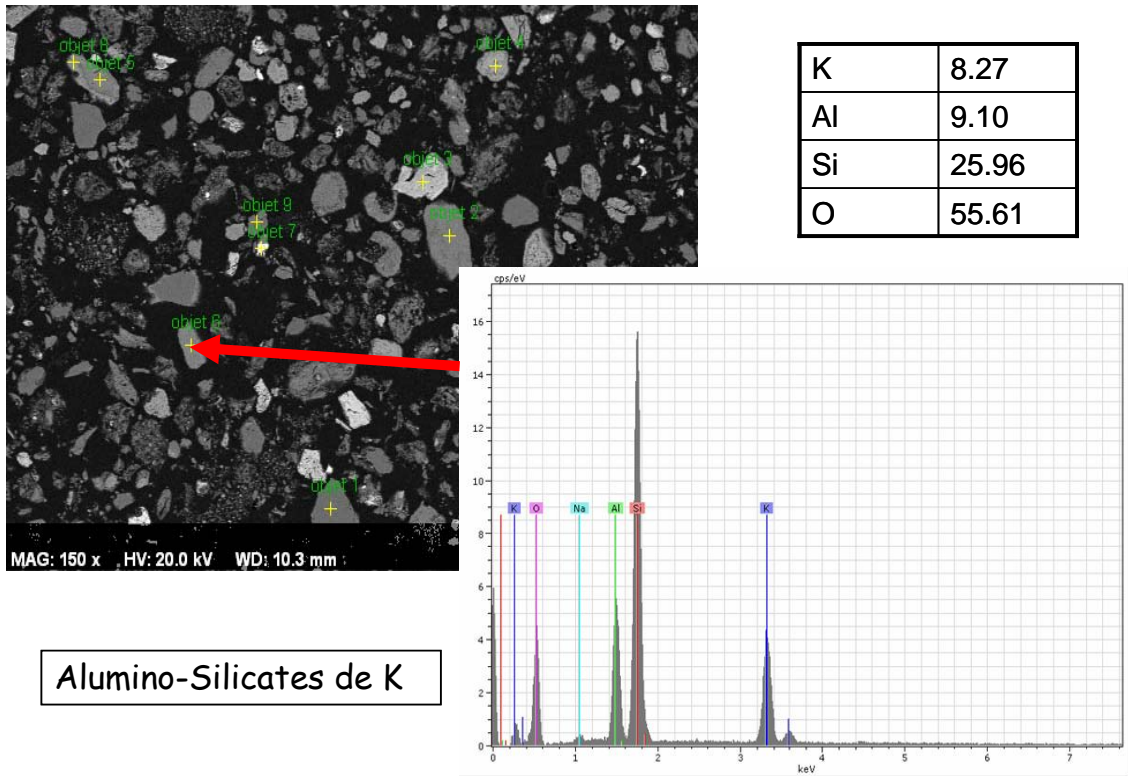 objet 8
objet 5
objet 4
objet 3
objet 2
objet 9
objet 7
objet 6
objet 1
MAG: 150 x HV: 20.0 kV WD: 10.3 mm
K 8.27
Al 9.10
Si 25.96
O 55.61
cps/eV
16
14
12
10
8
6
4
2
0
K O Na Al Si K
0 1 2 3 4 5 6 7
keV
Alumino-Silicates de K